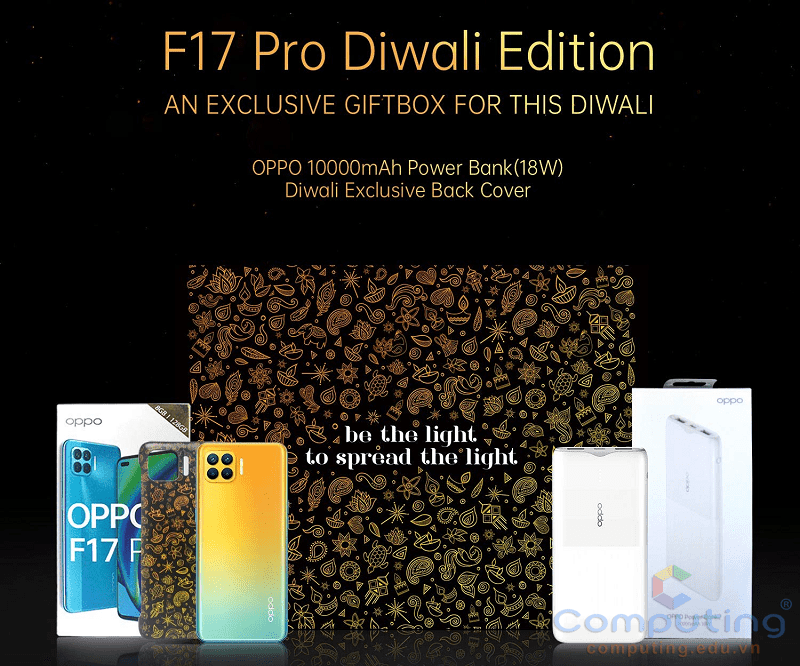 F17 Pro Diwali Edition
AN EXCLUSIVE GIFTBOX FOR THIS DIWALI
OPPO 10000mAh Power Bank(18W)
Diwali Exclusive Back Cover
be the light
to spread the light
oppo
8GB | 128GB
OPPO
F17 P
oppo
oppo
oppo
oppo
OPPO Power
Computing®
computing.edu.vn